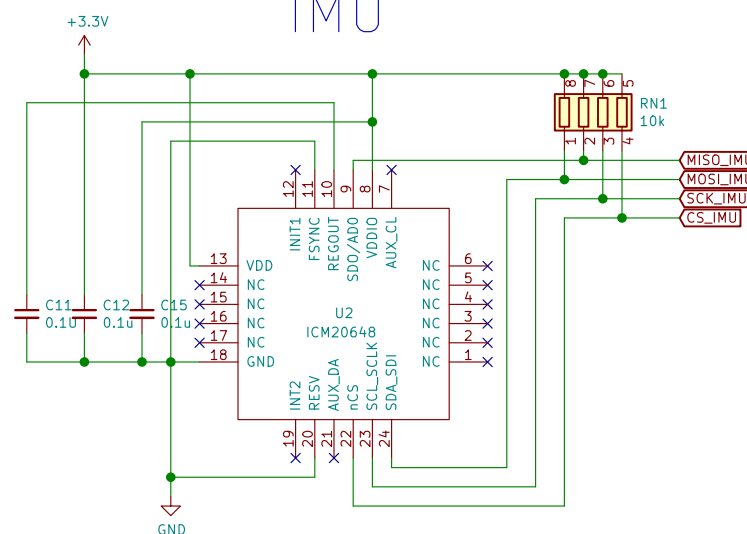 IMU
+3.3V
8 7 6 5
RN1
10k
1 2 3 4
MISO_IMU
MOSI_IMU
SCK_IMU
CS_IMU
12 11 10 9 8 7
INIT1 FSYNC REGOUT SDO/AD0 VDDIO AUX_CL
13 VDD
14 NC
15 NC
16 NC
17 NC
18 GND
NC 6
NC 5
NC 4
NC 3
NC 2
NC 1
C11
0.1U
C12
0.1u
C15
0.1u
U2
ICM20648
INT2 RESV AUX_DA nCS SCL_SCLK SDA_SDI
19 20 21 22 23 24
GND